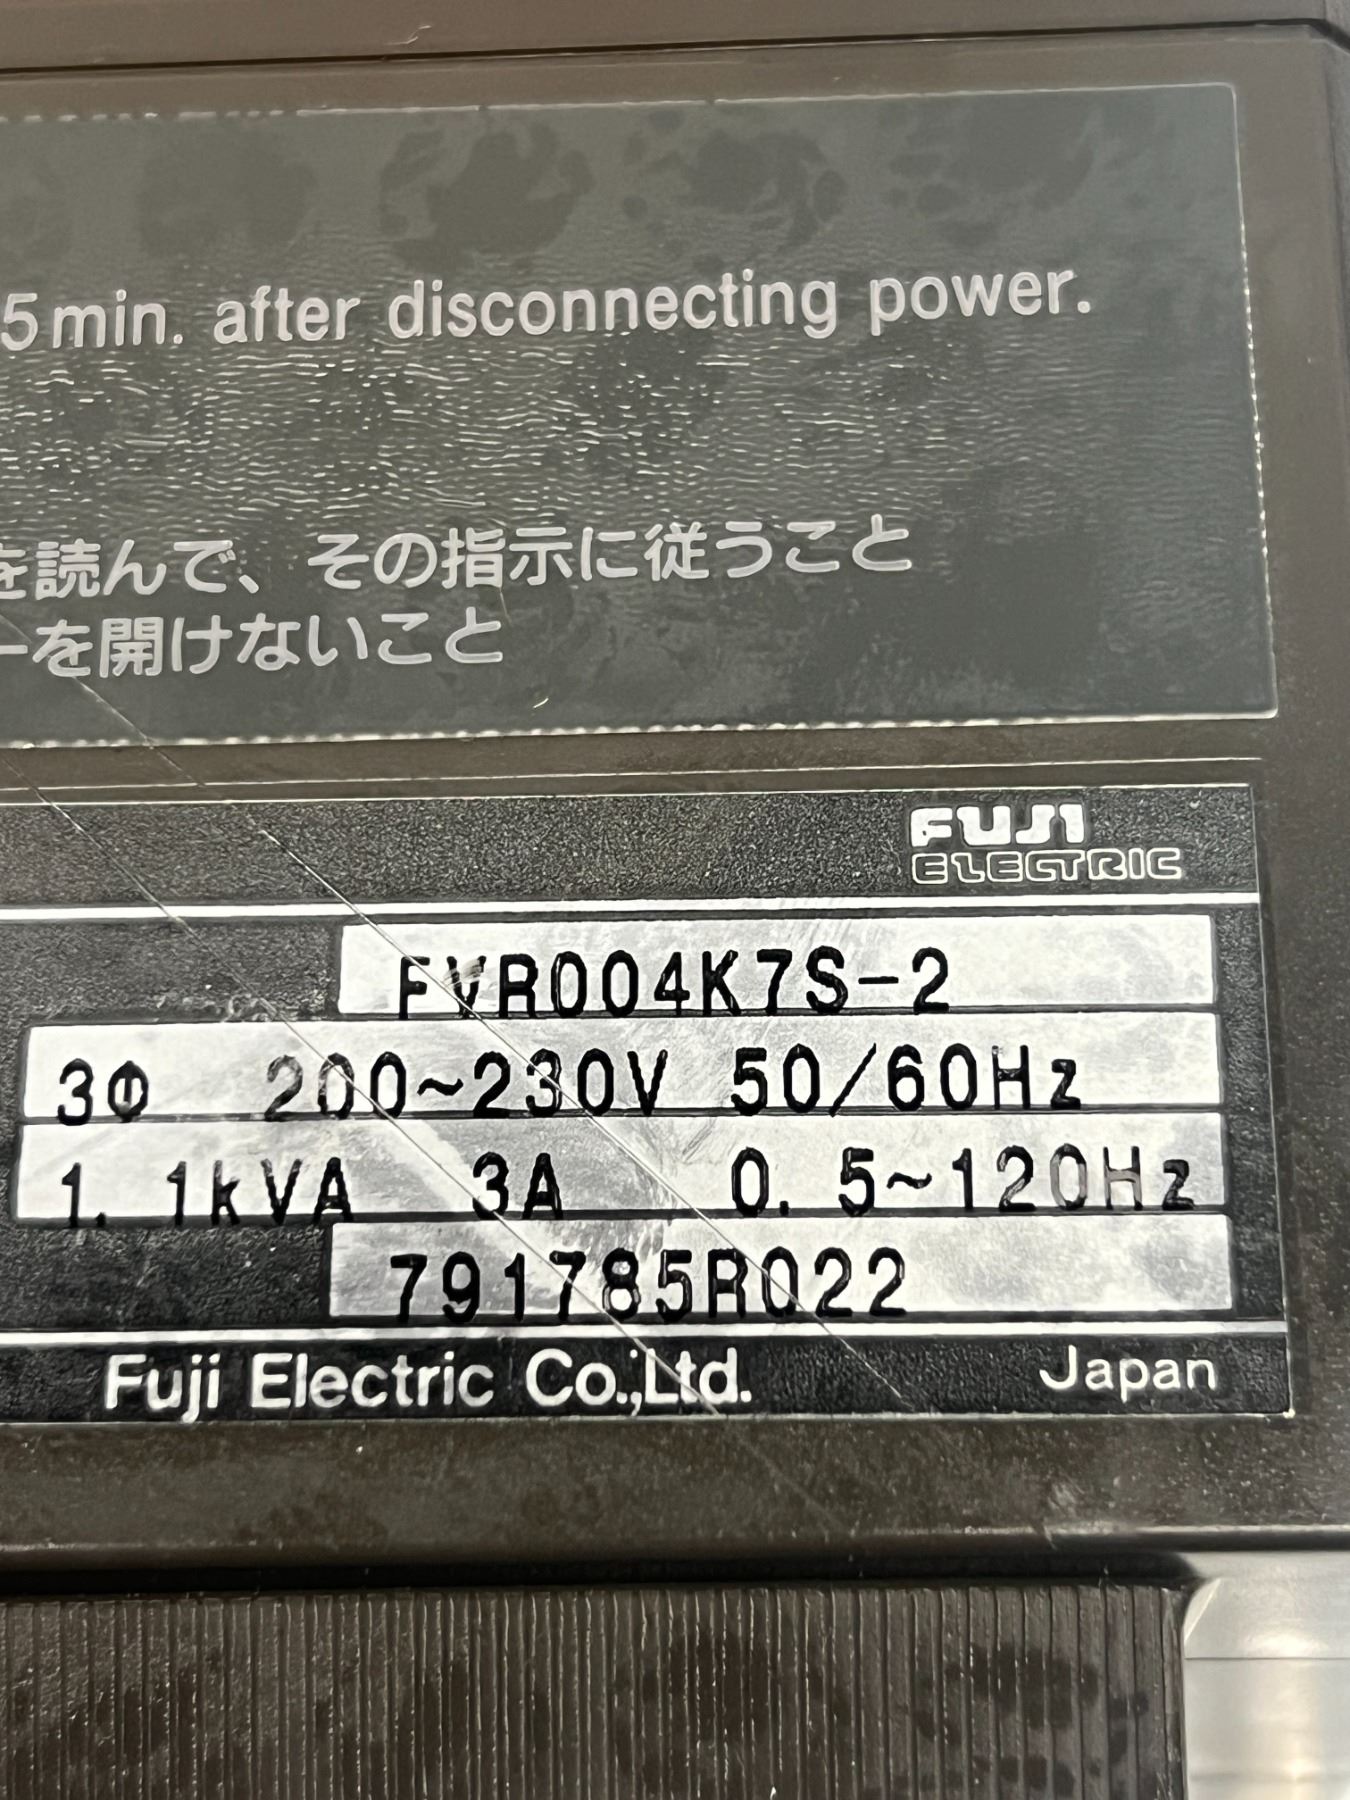 5min. after disconnecting power.
を読んで、その指示に従うこと
ーを開けないこと
FUJI
ELECTRIC
FVR004K7S-2
3Φ 200~230V 50/60Hz
1.1kVA 3A 0.5~120Hz
791785R022
Fuji Electric Co.,Ltd. Japan